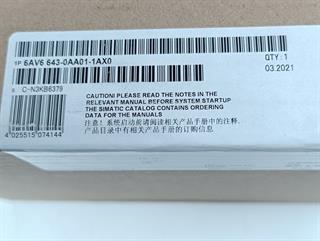 1P 6AV6 643-0AA01-1AX0
QTY: 1
03.2021
S C-N3KB6379
CAUTION! PLEASE READ THE NOTES IN THE
RELEVANT MANUAL BEFORE SYSTEM STARTUP
THE SIMATIC CATALOG CONTAINS ORDERING
DATA FOR THE MANUALS
注意! 系统启动前请阅读相关产品手册中的注释.
产品目录中有相关手册的订购信息
4 025515 074144